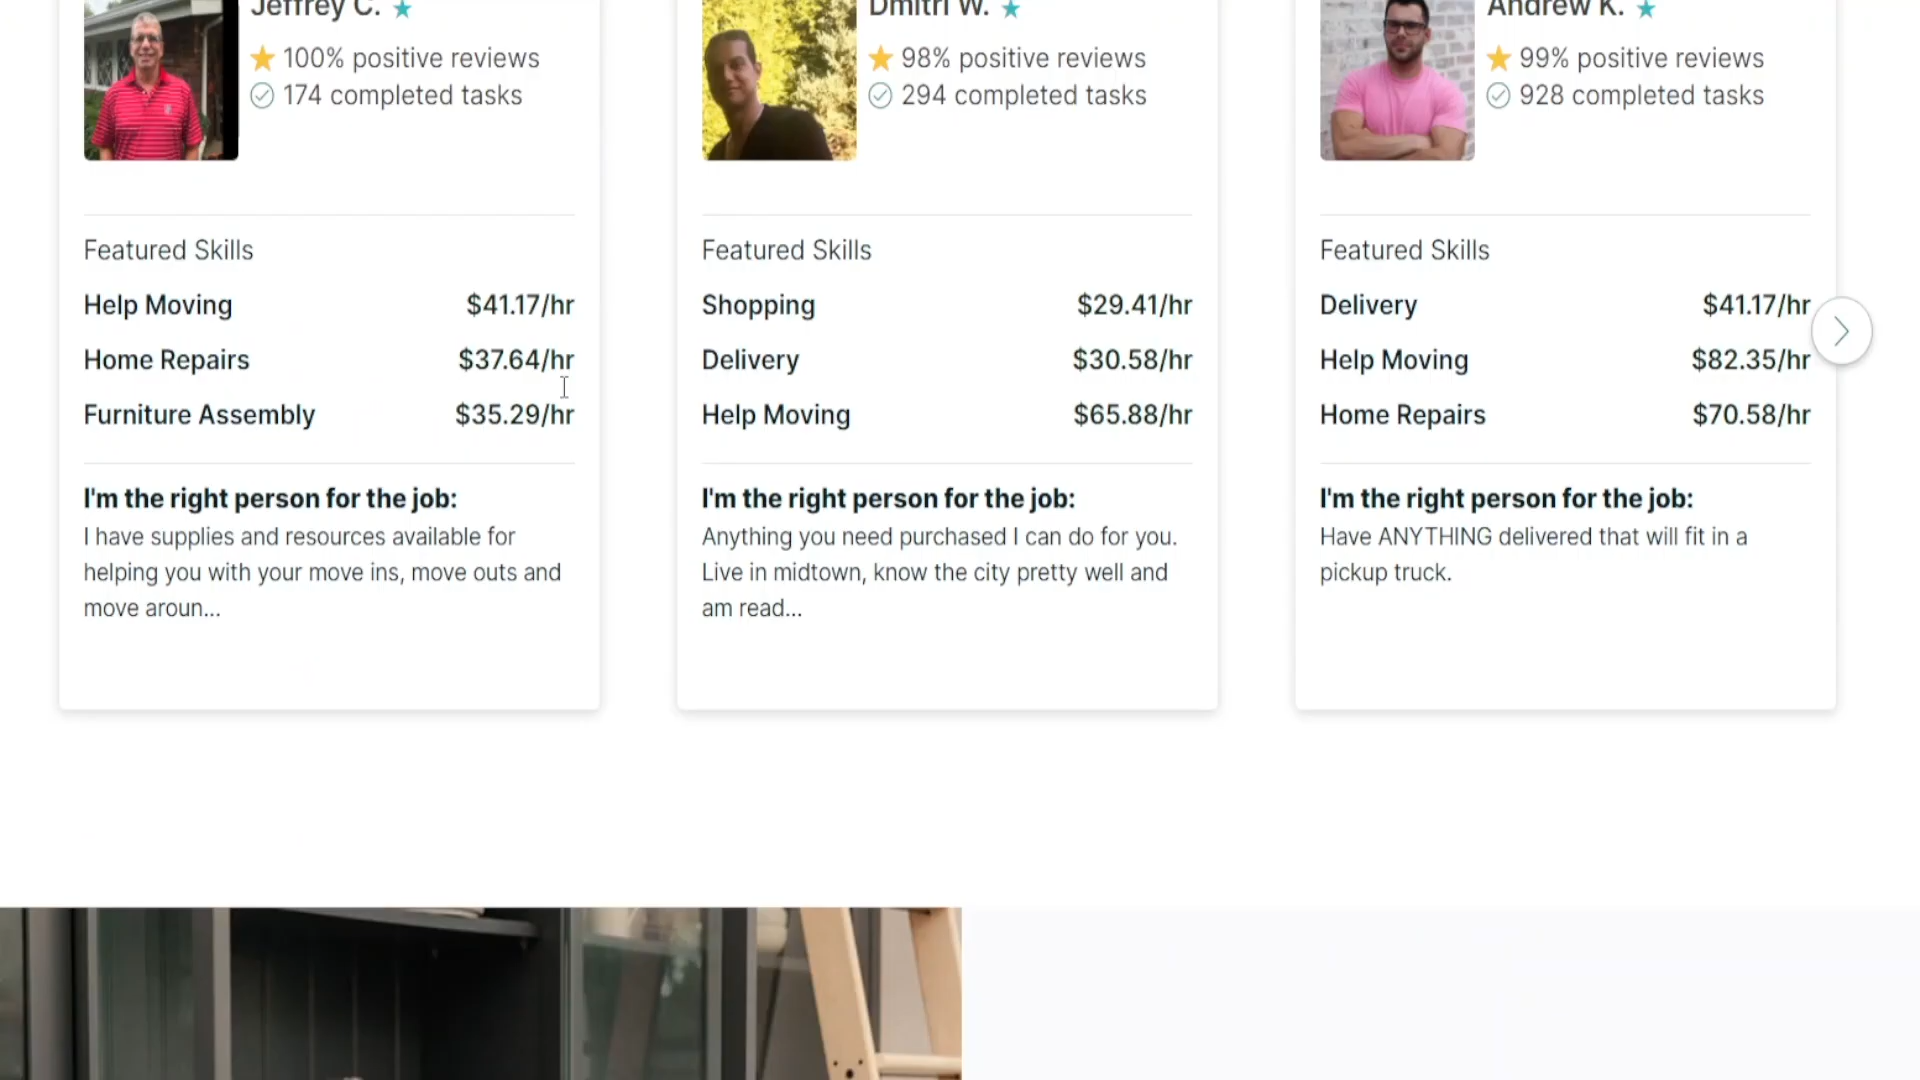 Jeffrey C.
100% positive reviews
174 completed tasks
Featured Skills
Help Moving $41.17/hr
Home Repairs $37.64/hr
Furniture Assembly $35.29/hr
I'm the right person for the job:
I have supplies and resources available for
helping you with your move ins, move outs and
move aroun...
Dmitri W.
98% positive reviews
294 completed tasks
Featured Skills
Shopping $29.41/hr
Delivery $30.58/hr
Help Moving $65.88/hr
I'm the right person for the job:
Anything you need purchased I can do for you.
Live in midtown, know the city pretty well and
am read...
Andrew K.
99% positive reviews
928 completed tasks
Featured Skills
Delivery $41.17/hr
Help Moving $82.35/hr
Home Repairs $70.58/hr
I'm the right person for the job:
Have ANYTHING delivered that will fit in a
pickup truck.